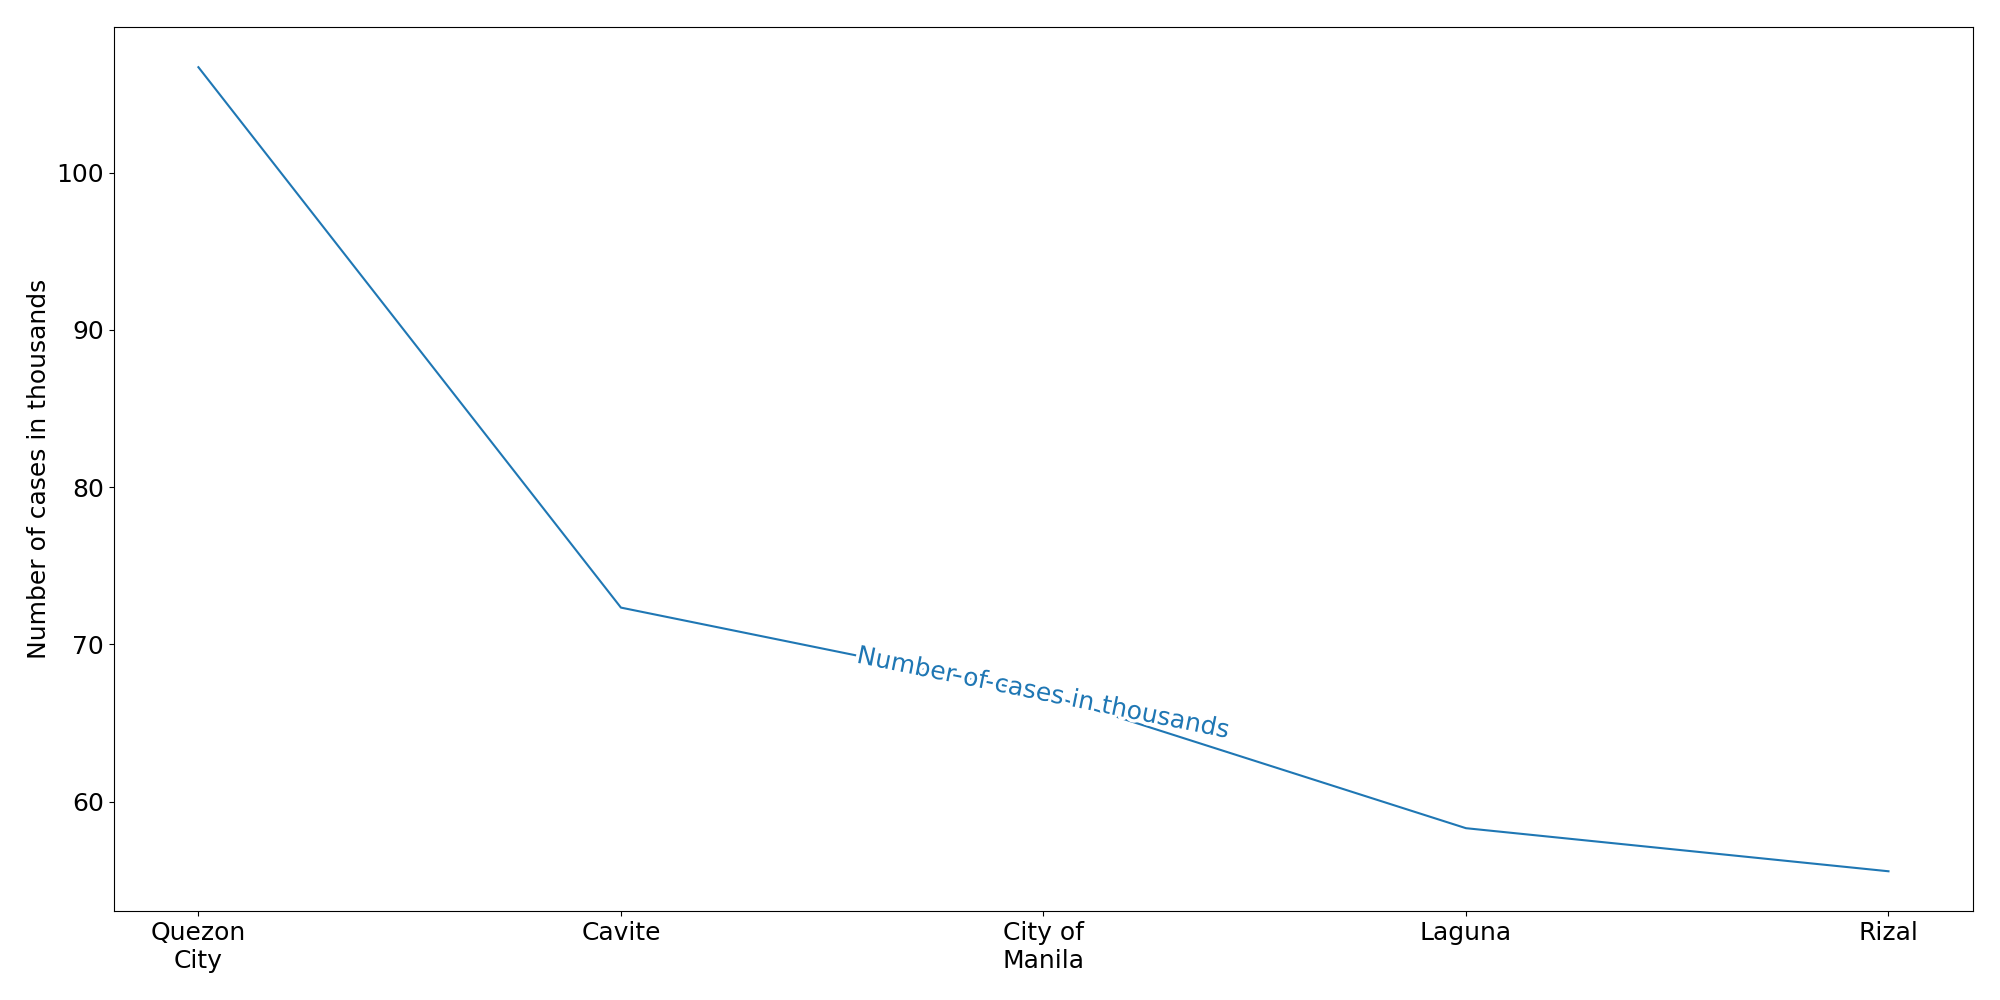 Number of cases in thousands
100
90
80
70
60
Number of cases in thousands
Quezon
City
Cavite
City of
Manila
Laguna
Rizal